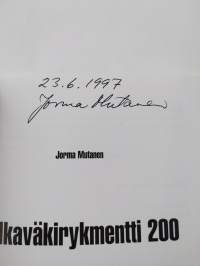 23.6.1997
Jorma Mutanen
Jorma Mutanen
lkaväkirykmentti 200